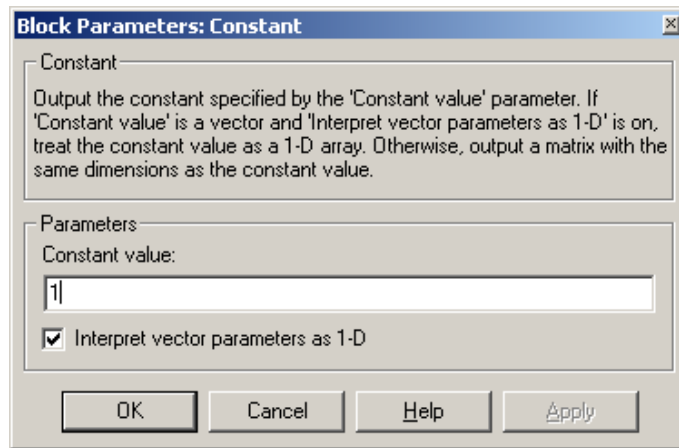 Block Parameters: Constant
Constant
Output the constant specified by the 'Constant value' parameter. If
'Constant value' is a vector and 'Interpret vector parameters as 1-D' is on,
treat the constant value as a 1-D array. Otherwise, output a matrix with the
same dimensions as the constant value.
Parameters
Constant value:
1
Interpret vector parameters as 1-D
OK Cancel Help Apply